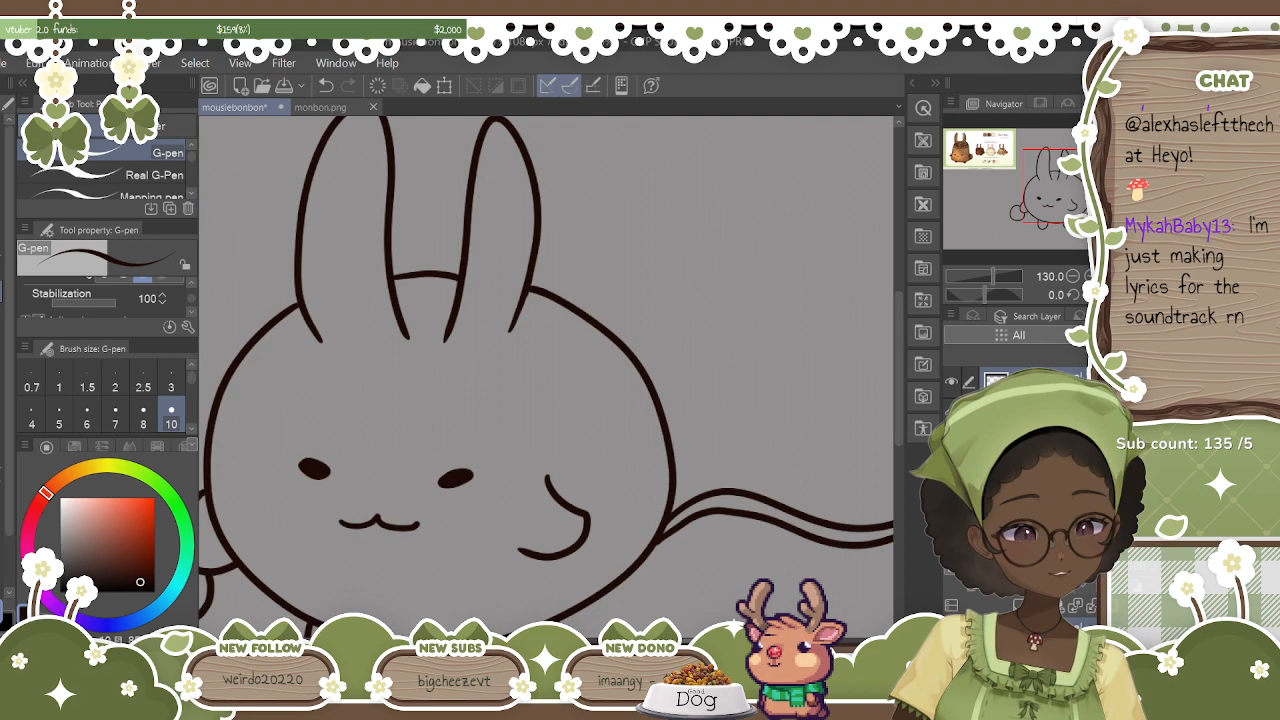 vtuber 2.0 funds:
$159(8%)
$2,000
Select
View
Filter
Window
Help
mousiebonbon*
monbon.png
G-pen
Real G-Pen
Mapping pen
Tool property: G-pen
G-pen
Stabilization
100
Brush size: G-pen
0.7
1
1.5
2
2.5
3
4
5
6
7
8
10
Navigator
130.0
0.0
Search Layer
All
CHAT
@alexhasleftthech
at Heyo!
MykahBaby13: I'm
just making
lyrics for the
soundtrack rn
Sub count: 135 /5
NEW FOLLOW
weird020220
NEW SUBS
bigcheezevt
NEW DONO
imaangy -
Good
Dog